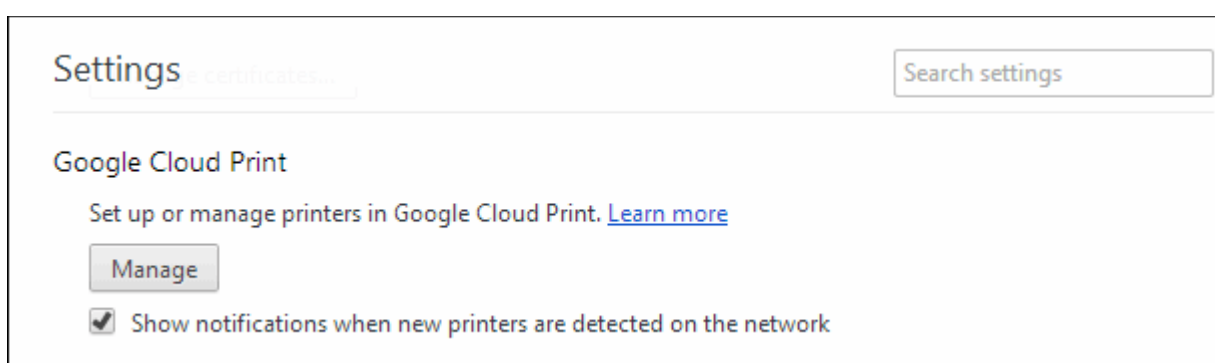 Settings
Search settings
Google Cloud Print
Set up or manage printers in Google Cloud Print. Learn more
Manage
Show notifications when new printers are detected on the network